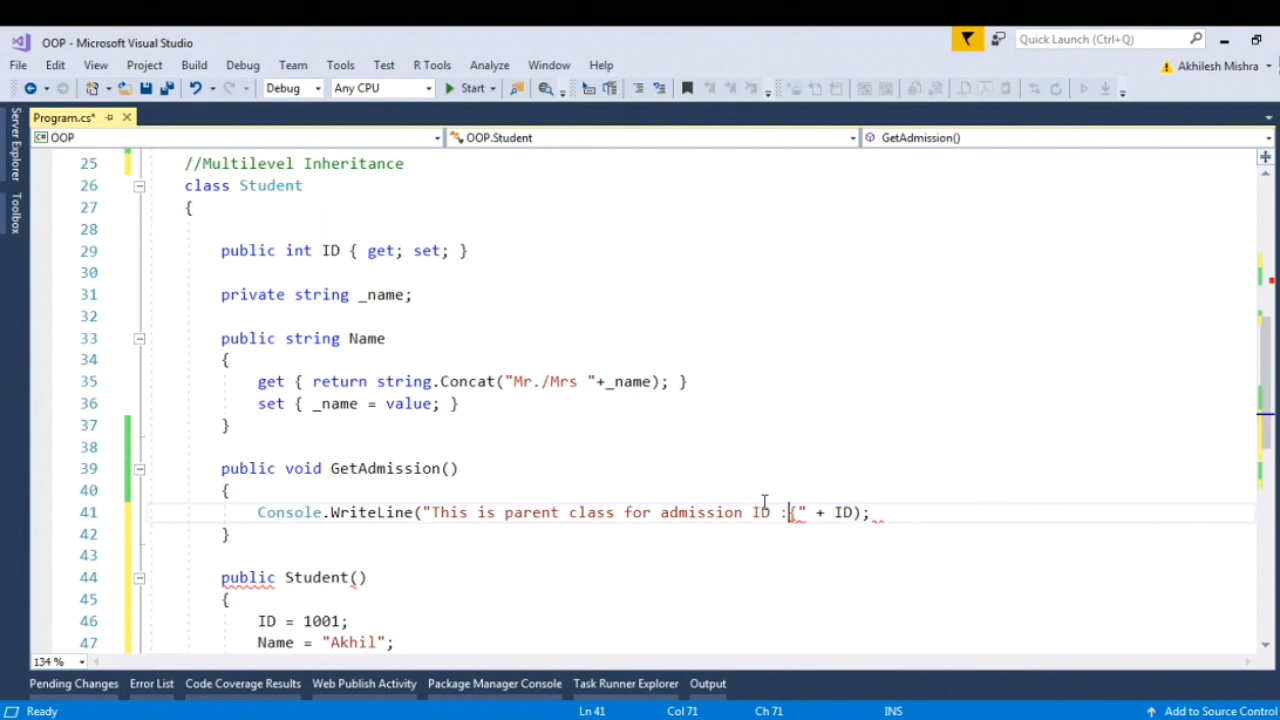 OOP - Microsoft Visual Studio
Quick Launch (Ctrl+Q)
File Edit View Project Build Debug Team Tools Test R Tools Analyze Window Help
Akhilesh Mishra
Debug Any CPU Start
Server Explorer
Toolbox
Program.cs*
OOP OOP.Student GetAdmission()
25 //Multilevel Inheritance
26 class Student
27 {
28
29 public int ID { get; set; }
30
31 private string _name;
32
33 public string Name
34 {
35 get { return string.Concat("Mr./Mrs "+_name); }
36 set { _name = value; }
37 }
38
39 public void GetAdmission()
40 {
41 Console.WriteLine("This is parent class for admission ID :{" + ID);
42 }
43
44 public Student()
45 {
46 ID = 1001;
47 Name = "Akhil";
134 %
Pending Changes Error List Code Coverage Results Web Publish Activity Package Manager Console Task Runner Explorer Output
Ready Ln 41 Col 71 Ch 71 INS Add to Source Control